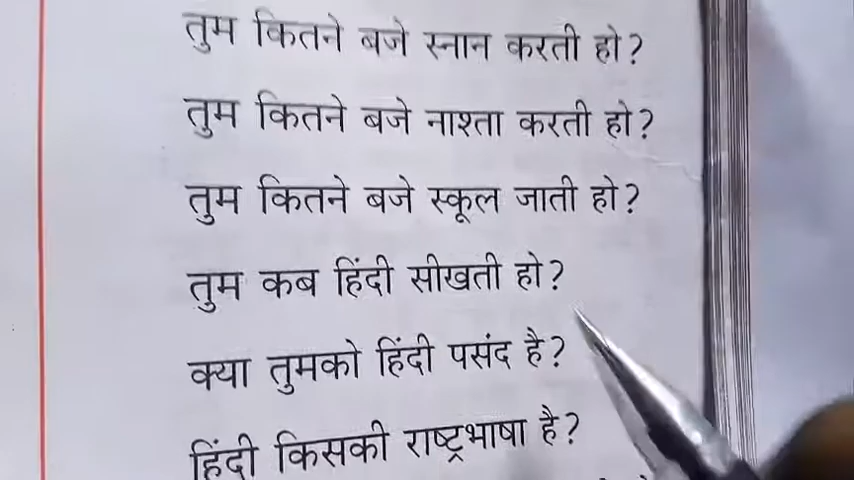 तुम कितने बजे स्नान करती हो?
तुम कितने बजे नाश्ता करती हो?
तुम कितने बजे स्कूल जाती हो?
तुम कब हिंदी सीखती हो?
क्या तुमको हिंदी पसंद है?
हिंदी किसकी राष्ट्रभाषा है?